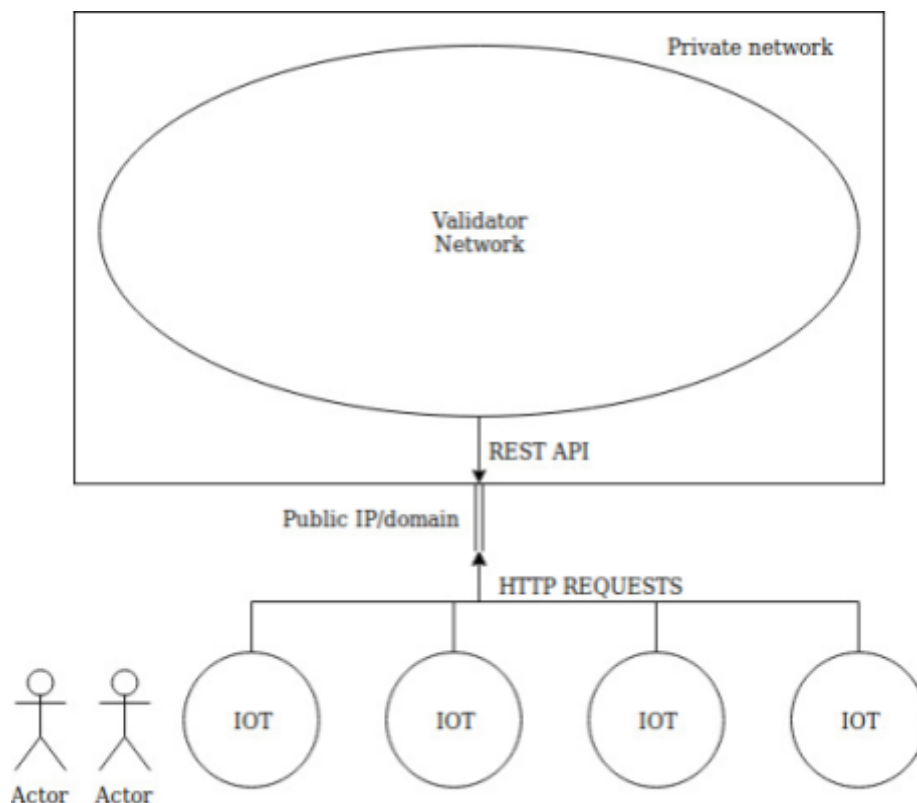 Private network
Validator
Network
REST API
Public IP/domain
HTTP REQUESTS
IOT
IOT
IOT
IOT
Actor
Actor